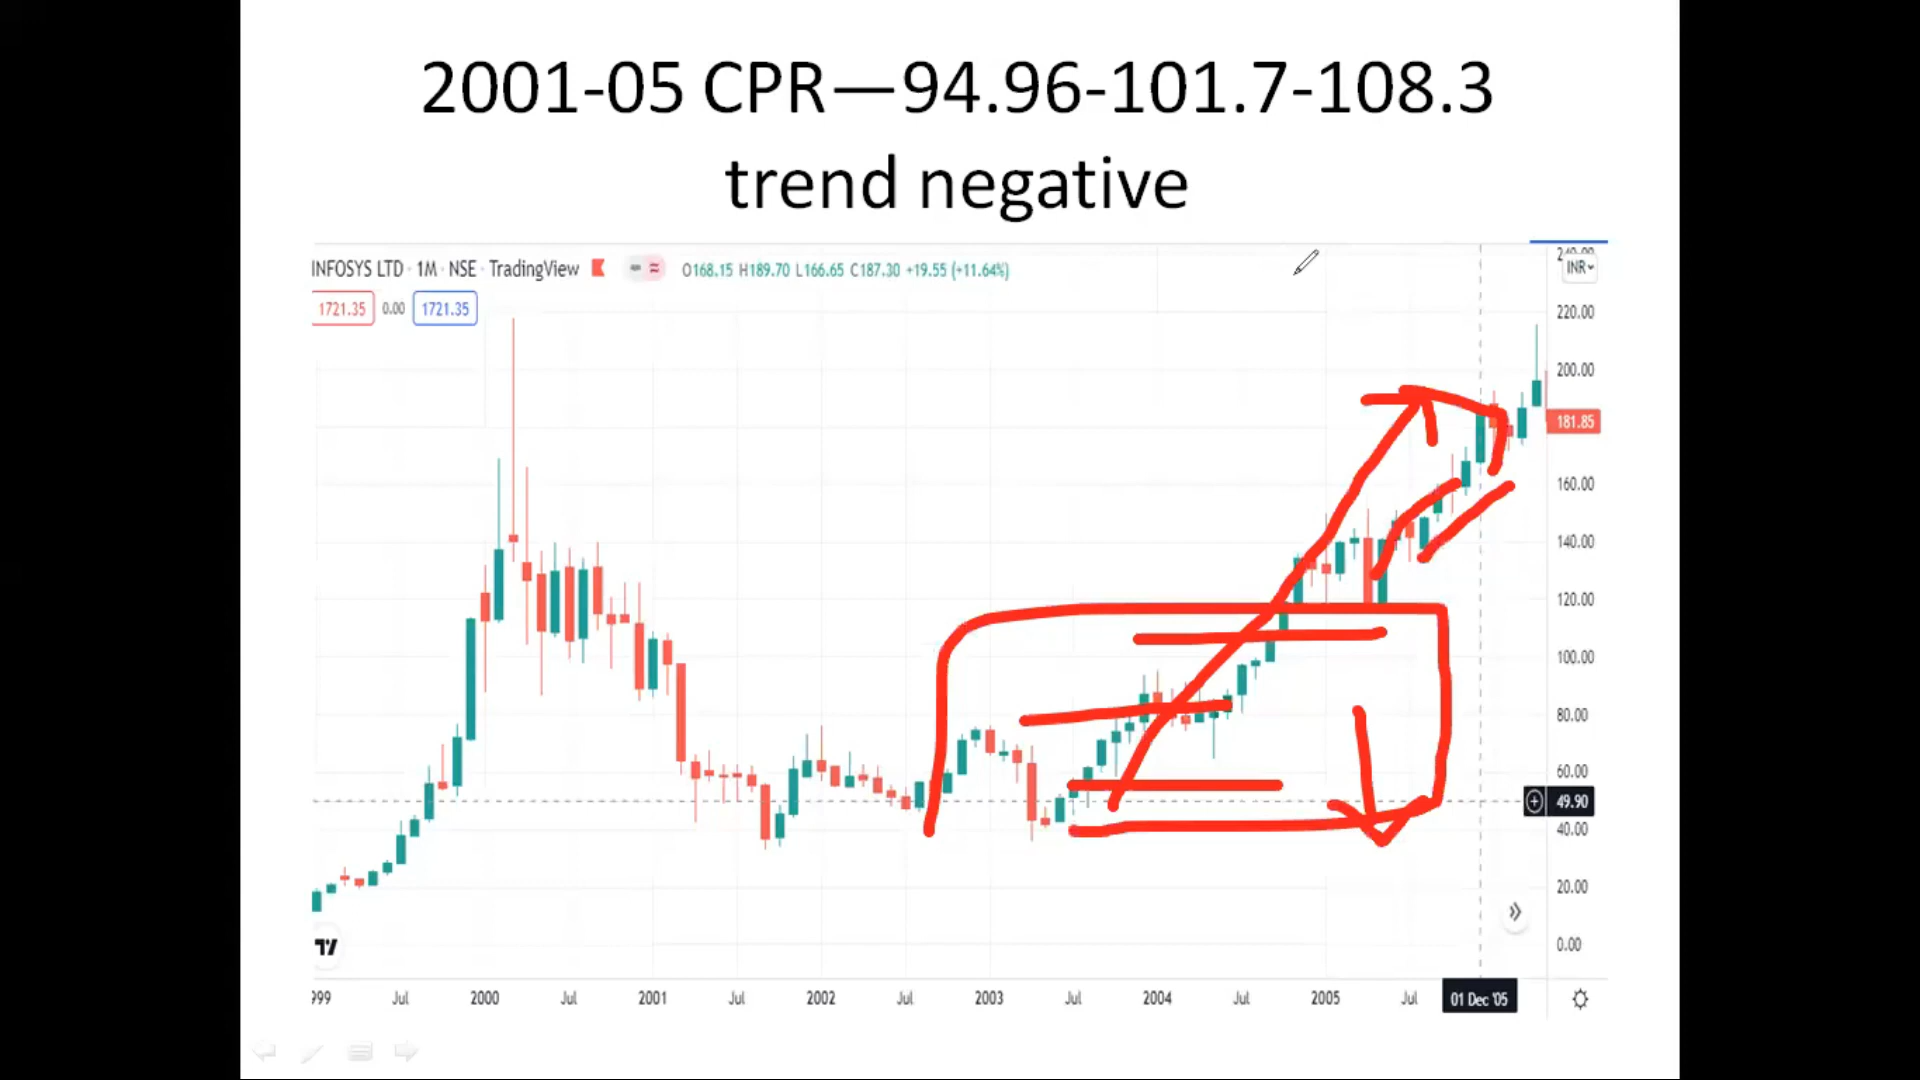 2001-05 CPR—94.96-101.7-108.3
trend negative
INFOSYS LTD · 1M · NSE · TradingView O168.15 H189.70 L166.65 C187.30 +19.55 (+11.64%)
1721.35 0.00 1721.35
INR
220.00
200.00
181.85
160.00
140.00
120.00
100.00
80.00
60.00
49.90
40.00
20.00
0.00
999 Jul 2000 Jul 2001 Jul 2002 Jul 2003 Jul 2004 Jul 2005 Jul 01 Dec '05